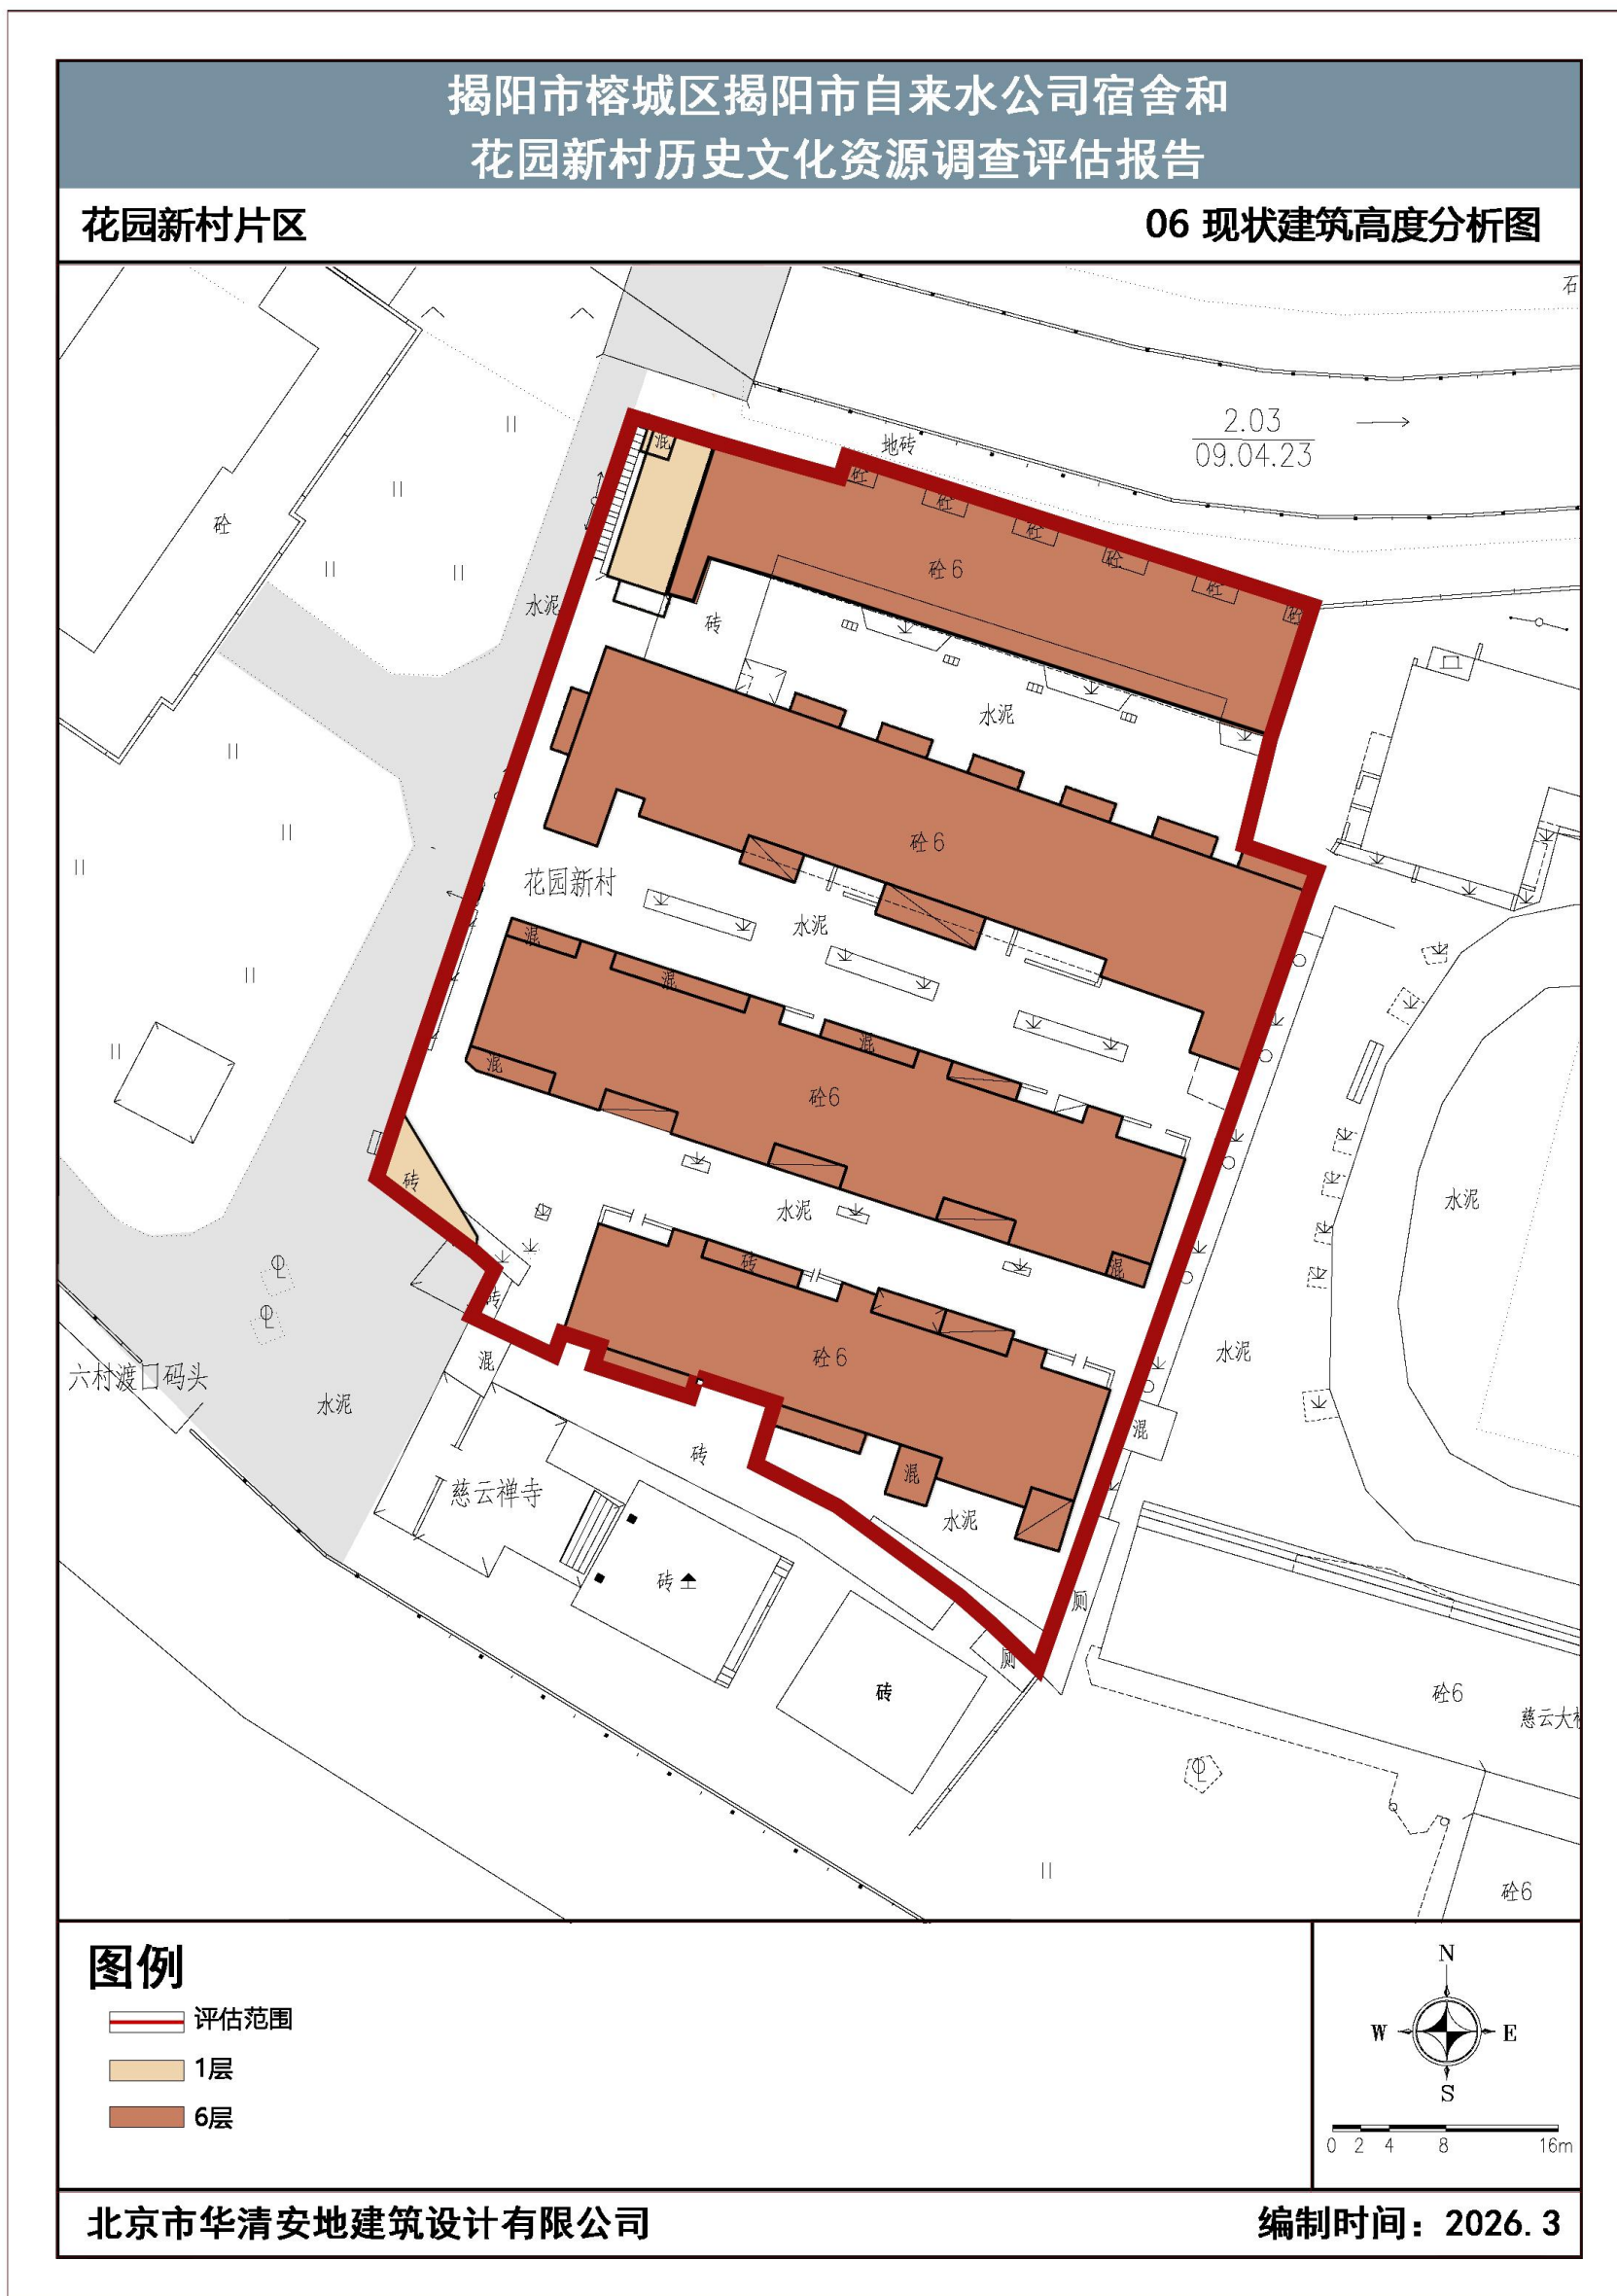 揭阳市榕城区揭阳市自来水公司宿舍和
花园新村历史文化资源调查评估报告
花园新村片区
06 现状建筑高度分析图
石
2.03
09.04.23
地砖
混
砼
砼
砼
砼
砼
砼
砼
砼6
水泥
砖
水泥
砼6
花园新村
水泥
混
混
混
混
砼6
砖
水泥
水泥
混
砖
砖
砼6
水泥
混
六村渡口码头
水泥
混
砖
慈云禅寺
混
水泥
砖
厕
厕
砖
砼6
慈云大
砼6
图例
评估范围
1层
6层
N
W
E
S
0 2 4 8 16m
北京市华清安地建筑设计有限公司
编制时间：2026.3